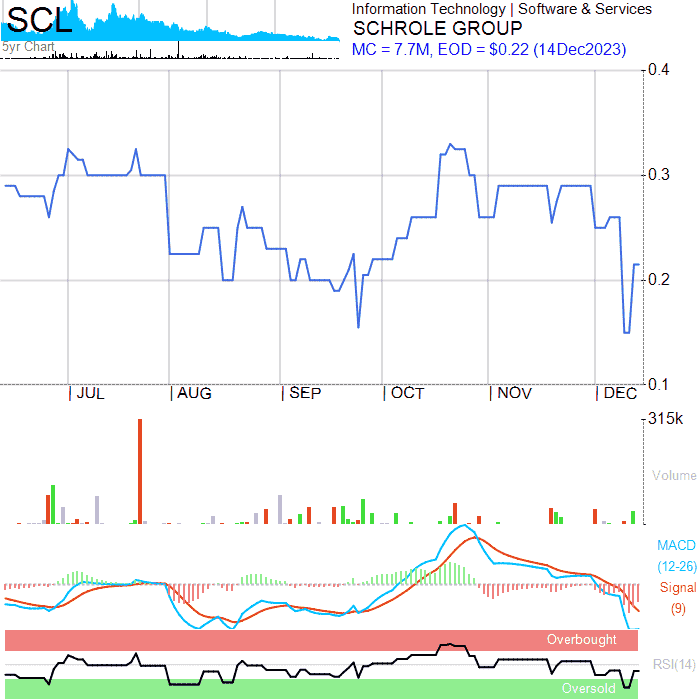 SCL
5yr Chart
Information Technology | Software & Services
SCHROLE GROUP
MC = 7.7M, EOD = $0.22 (14Dec2023)
0.4
0.3
0.2
0.1
| JUL | AUG | SEP | OCT | NOV | DEC
315k
Volume
MACD
(12-26)
Signal
(9)
Overbought
RSI(14)
Oversold